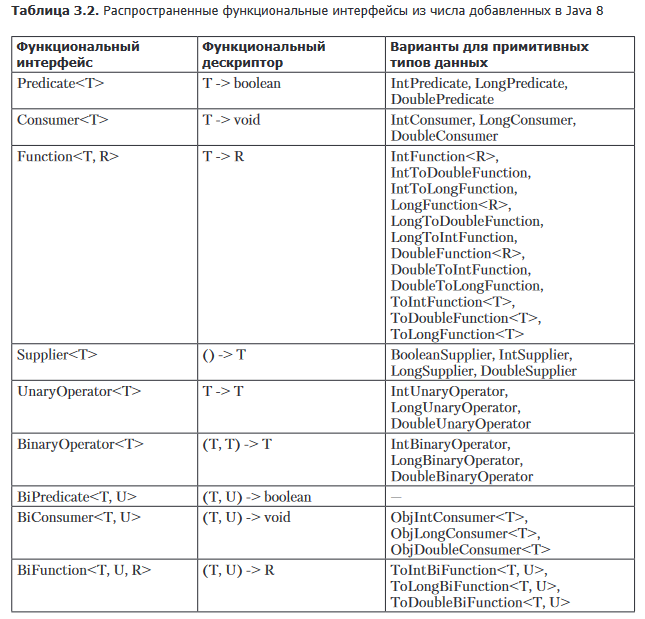 Таблица 3.2. Распространенные функциональные интерфейсы из числа добавленных в Java 8
Функциональный интерфейс
Функциональный дескриптор
Варианты для примитивных типов данных
Predicate<T>
T -> boolean
IntPredicate, LongPredicate,
DoublePredicate
Consumer<T>
T -> void
IntConsumer, LongConsumer,
DoubleConsumer
Function<T, R>
T -> R
IntFunction<R>,
IntToDoubleFunction,
IntToLongFunction,
LongFunction<R>,
LongToDoubleFunction,
LongToIntFunction,
DoubleFunction<R>,
DoubleToIntFunction,
DoubleToLongFunction,
ToIntFunction<T>,
ToDoubleFunction<T>,
ToLongFunction<T>
Supplier<T>
() -> T
BooleanSupplier, IntSupplier,
LongSupplier, DoubleSupplier
UnaryOperator<T>
T -> T
IntUnaryOperator,
LongUnaryOperator,
DoubleUnaryOperator
BinaryOperator<T>
(T, T) -> T
IntBinaryOperator,
LongBinaryOperator,
DoubleBinaryOperator
BiPredicate<T, U>
(T, U) -> boolean
—
BiConsumer<T, U>
(T, U) -> void
ObjIntConsumer<T>,
ObjLongConsumer<T>,
ObjDoubleConsumer<T>
BiFunction<T, U, R>
(T, U) -> R
ToIntBiFunction<T, U>,
ToLongBiFunction<T, U>,
ToDoubleBiFunction<T, U>